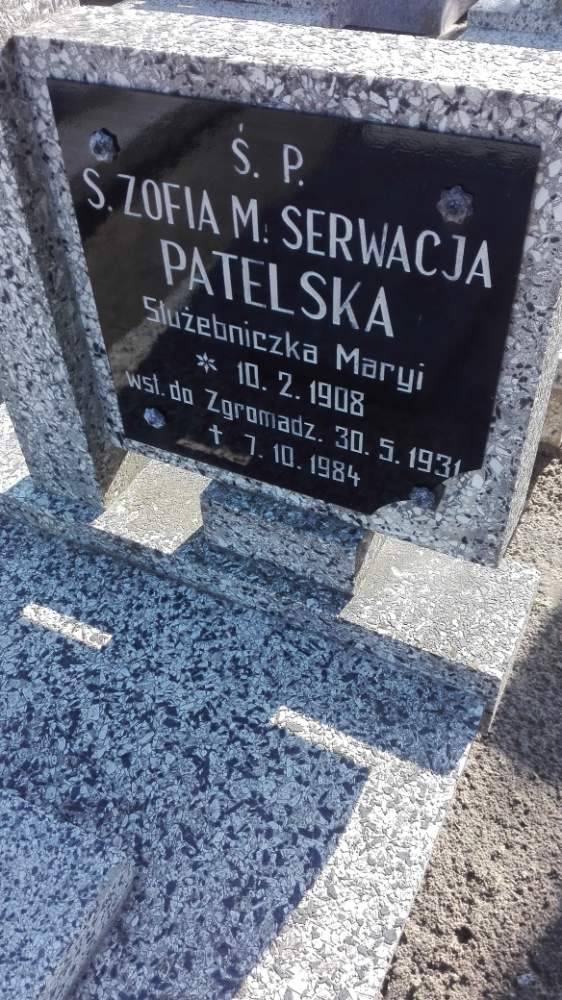 Ś. P.
S. ZOFIA M. SERWACJA
PATELSKA
Służebniczka Maryi
* 10. 2. 1908
wst. do Zgromadz. 30. 5. 1931
† 7. 10. 1984